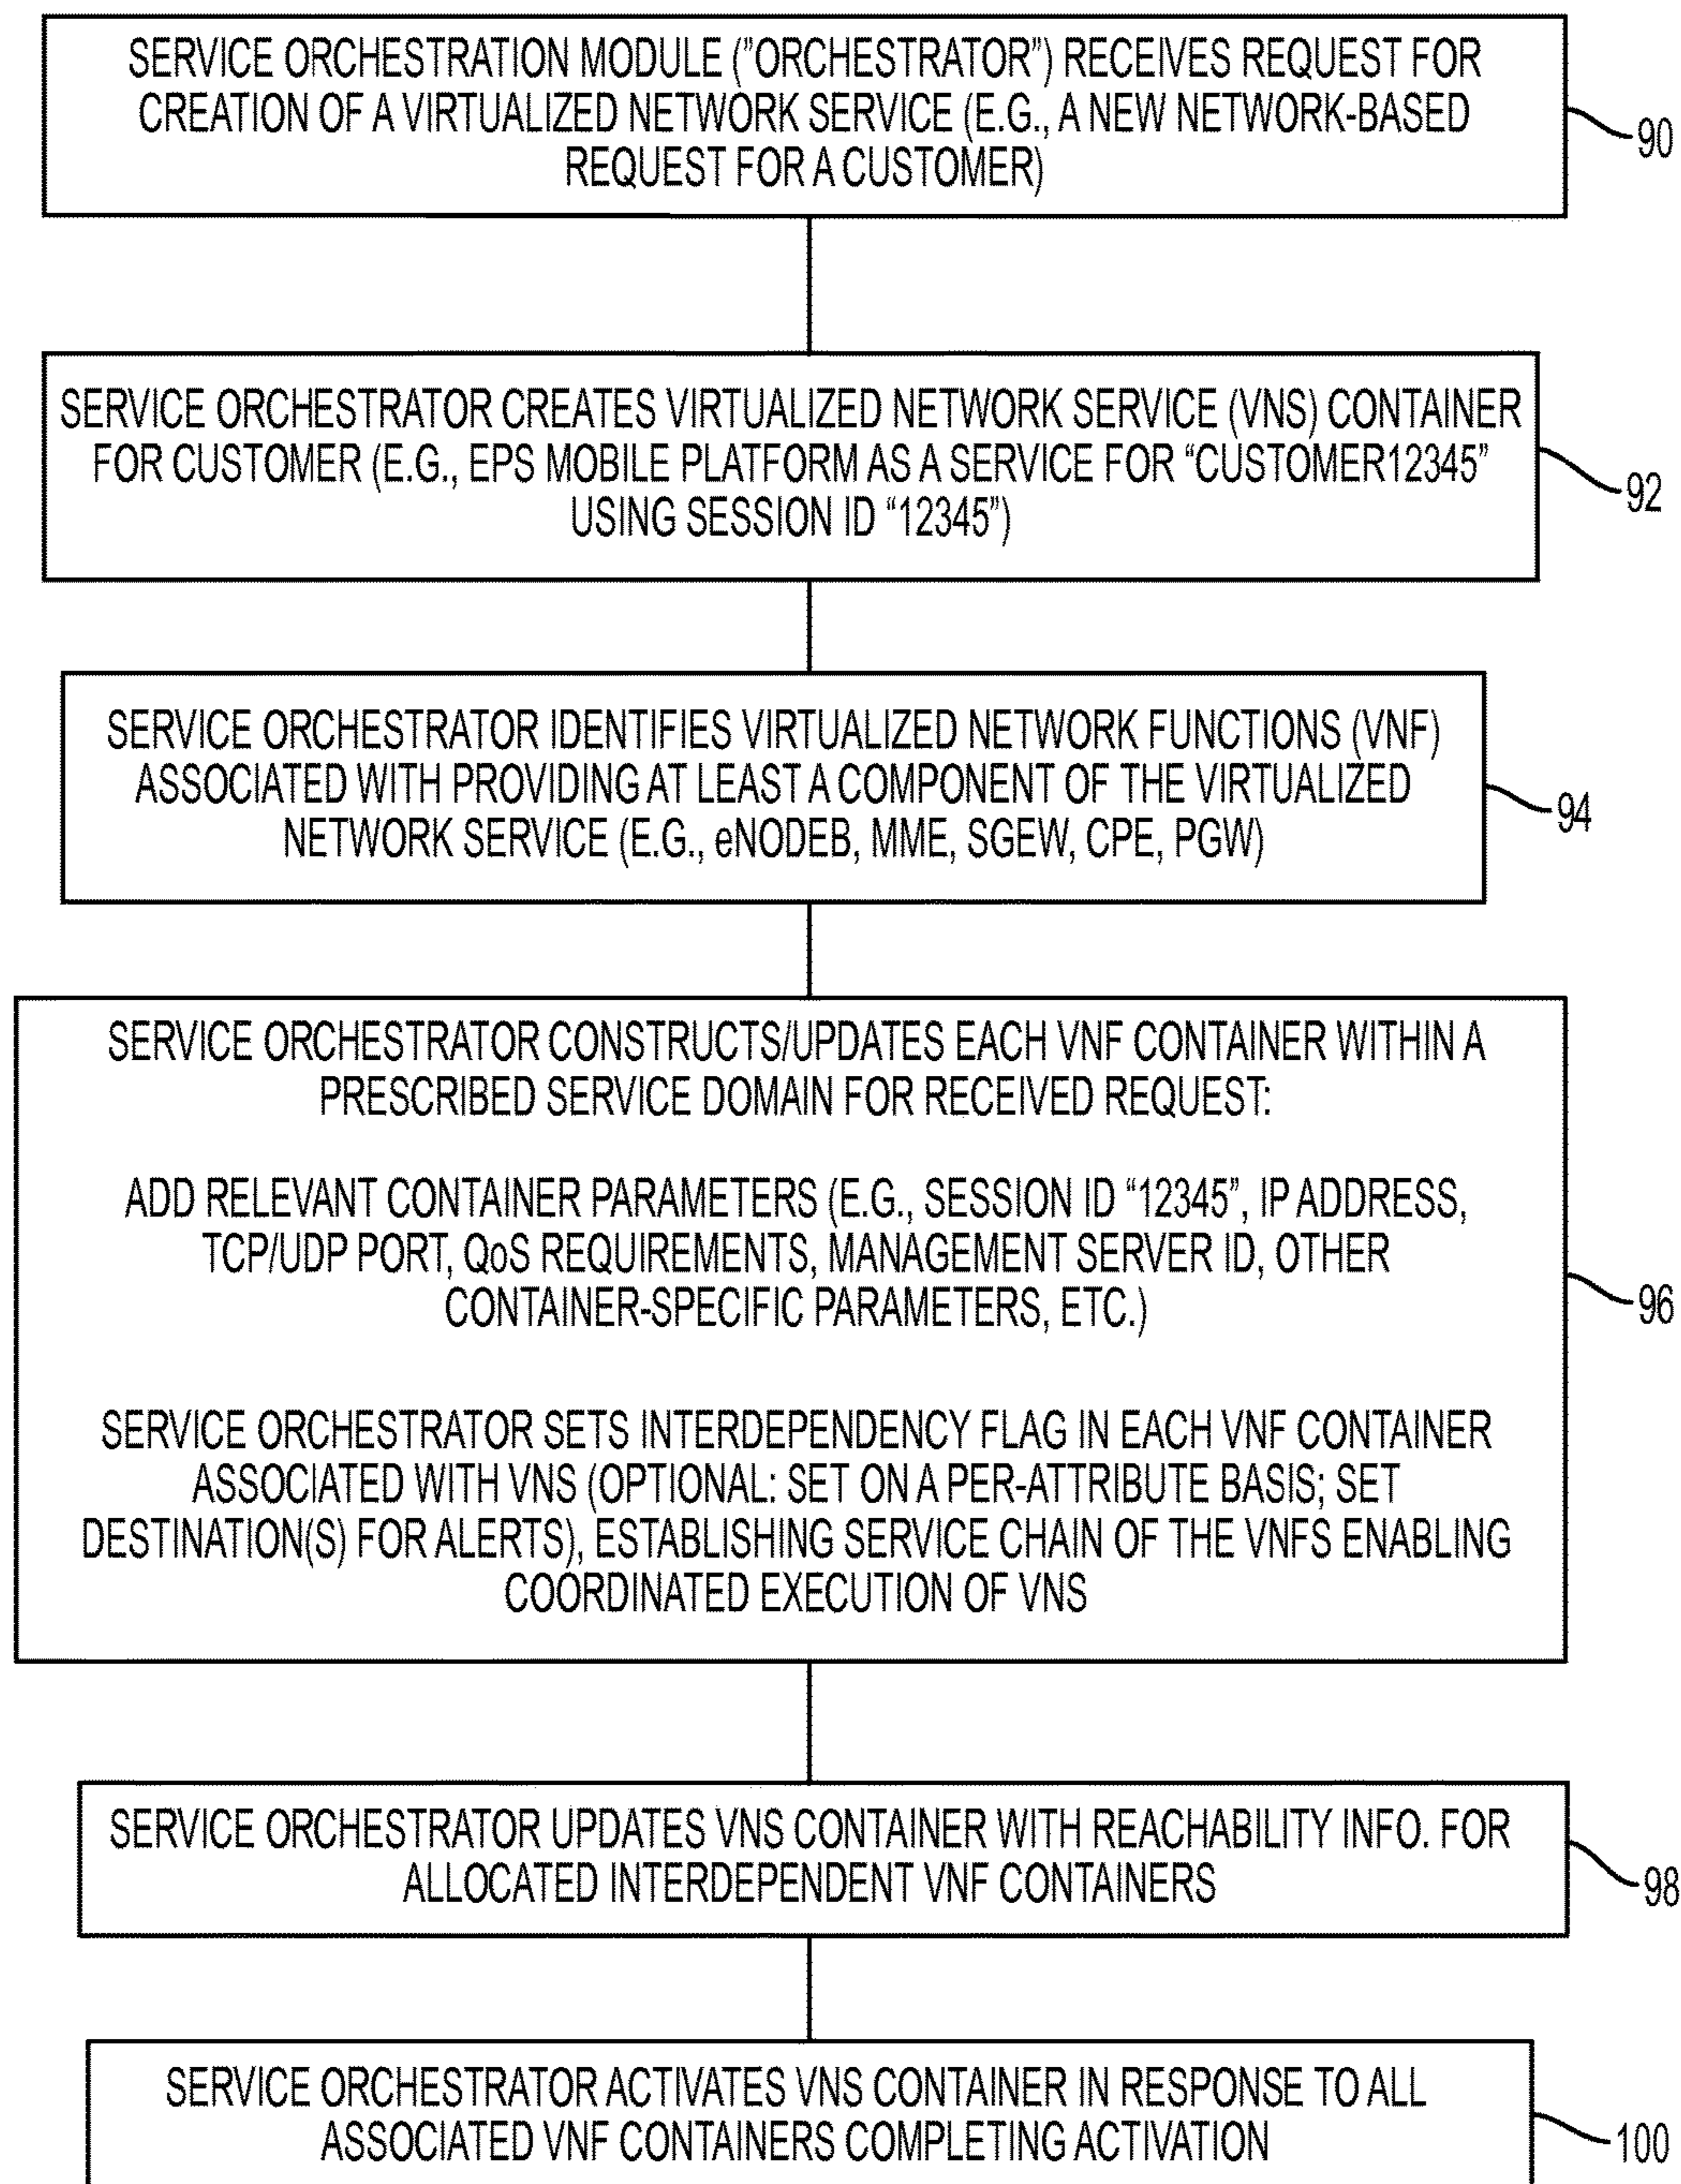 SERVICE ORCHESTRATION MODULE ("ORCHESTRATOR") RECEIVES REQUEST FOR
CREATION OF A VIRTUALIZED NETWORK SERVICE (E.G., A NEW NETWORK-BASED
REQUEST FOR A CUSTOMER)
90
SERVICE ORCHESTRATOR CREATES VIRTUALIZED NETWORK SERVICE (VNS) CONTAINER
FOR CUSTOMER (E.G., EPS MOBILE PLATFORM AS A SERVICE FOR "CUSTOMER12345"
USING SESSION ID "12345")
92
SERVICE ORCHESTRATOR IDENTIFIES VIRTUALIZED NETWORK FUNCTIONS (VNF)
ASSOCIATED WITH PROVIDING AT LEAST A COMPONENT OF THE VIRTUALIZED
NETWORK SERVICE (E.G., eNODEB, MME, SGEW, CPE, PGW)
94
SERVICE ORCHESTRATOR CONSTRUCTS/UPDATES EACH VNF CONTAINER WITHIN A
PRESCRIBED SERVICE DOMAIN FOR RECEIVED REQUEST:
ADD RELEVANT CONTAINER PARAMETERS (E.G., SESSION ID "12345", IP ADDRESS,
TCP/UDP PORT, QoS REQUIREMENTS, MANAGEMENT SERVER ID, OTHER
CONTAINER-SPECIFIC PARAMETERS, ETC.)
SERVICE ORCHESTRATOR SETS INTERDEPENDENCY FLAG IN EACH VNF CONTAINER
ASSOCIATED WITH VNS (OPTIONAL: SET ON A PER-ATTRIBUTE BASIS; SET
DESTINATION(S) FOR ALERTS), ESTABLISHING SERVICE CHAIN OF THE VNFS ENABLING
COORDINATED EXECUTION OF VNS
96
SERVICE ORCHESTRATOR UPDATES VNS CONTAINER WITH REACHABILITY INFO. FOR
ALLOCATED INTERDEPENDENT VNF CONTAINERS
98
SERVICE ORCHESTRATOR ACTIVATES VNS CONTAINER IN RESPONSE TO ALL
ASSOCIATED VNF CONTAINERS COMPLETING ACTIVATION
100